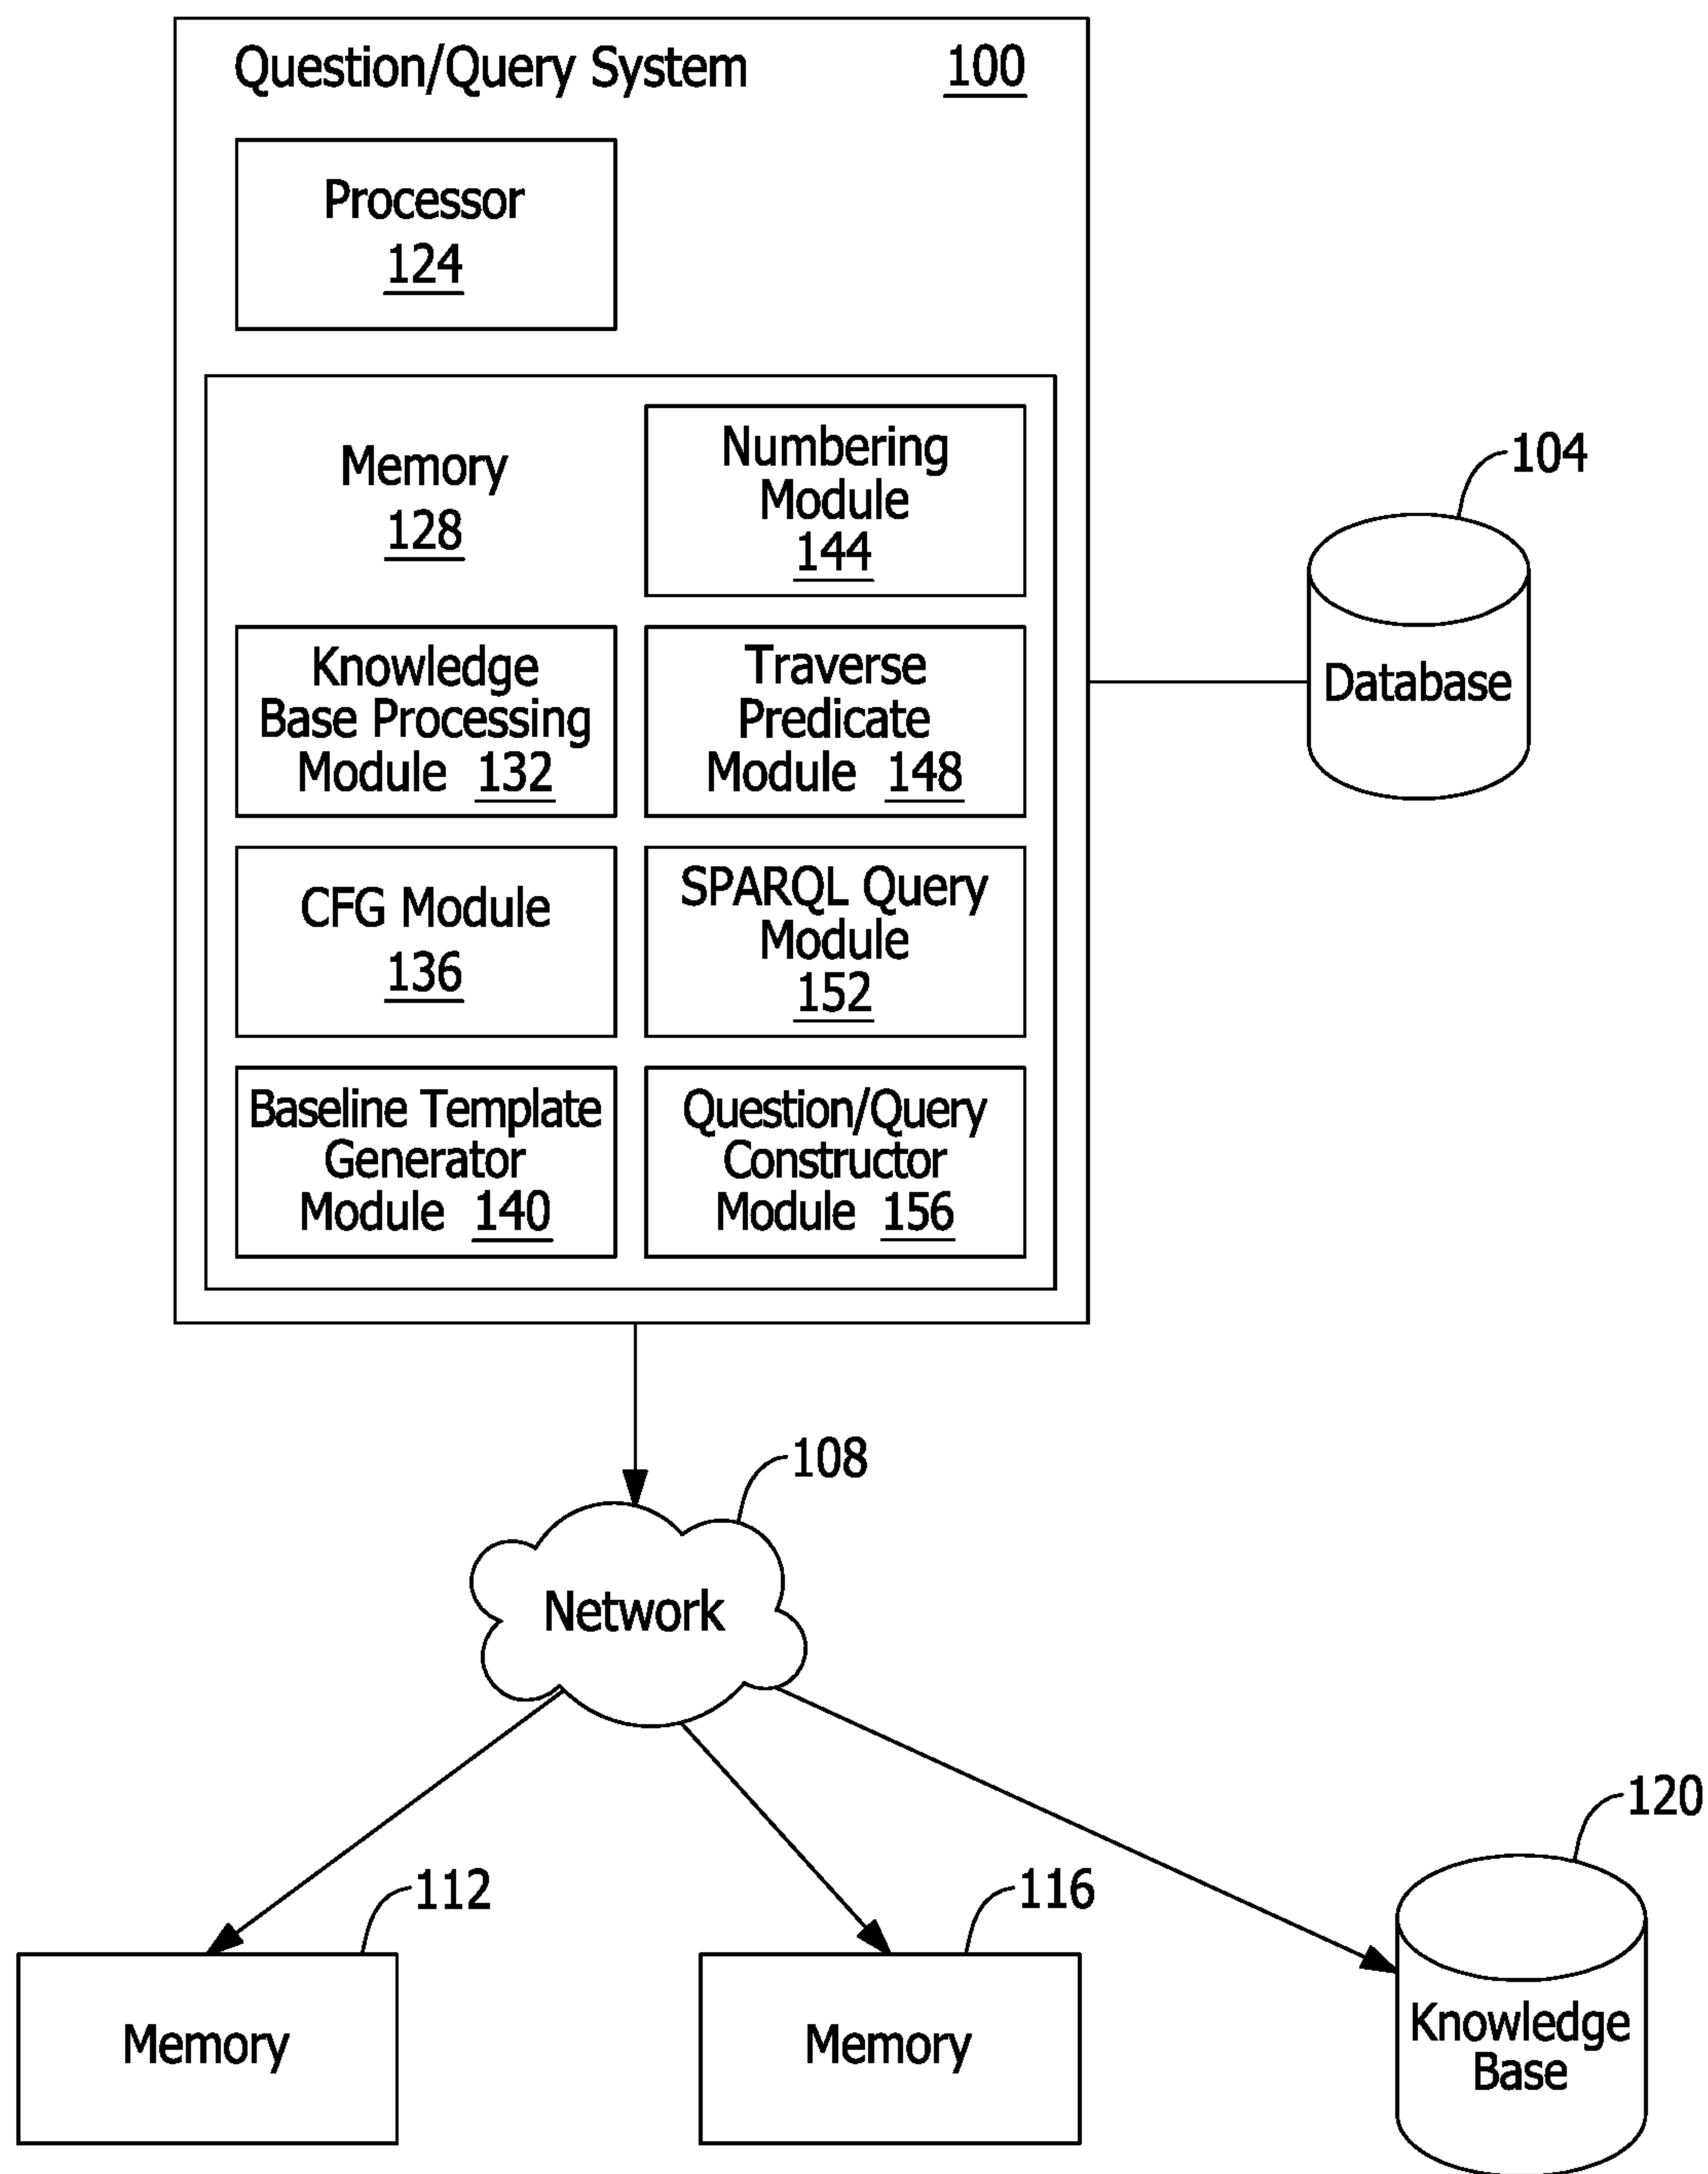 Question/Query System 100
Processor
124
Memory
128
Numbering
Module
144
Knowledge
Base Processing
Module 132
Traverse
Predicate
Module 148
CFG Module
136
SPARQL Query
Module
152
Baseline Template
Generator
Module 140
Question/Query
Constructor
Module 156
104
Database
108
Network
112
Memory
116
Memory
120
Knowledge
Base